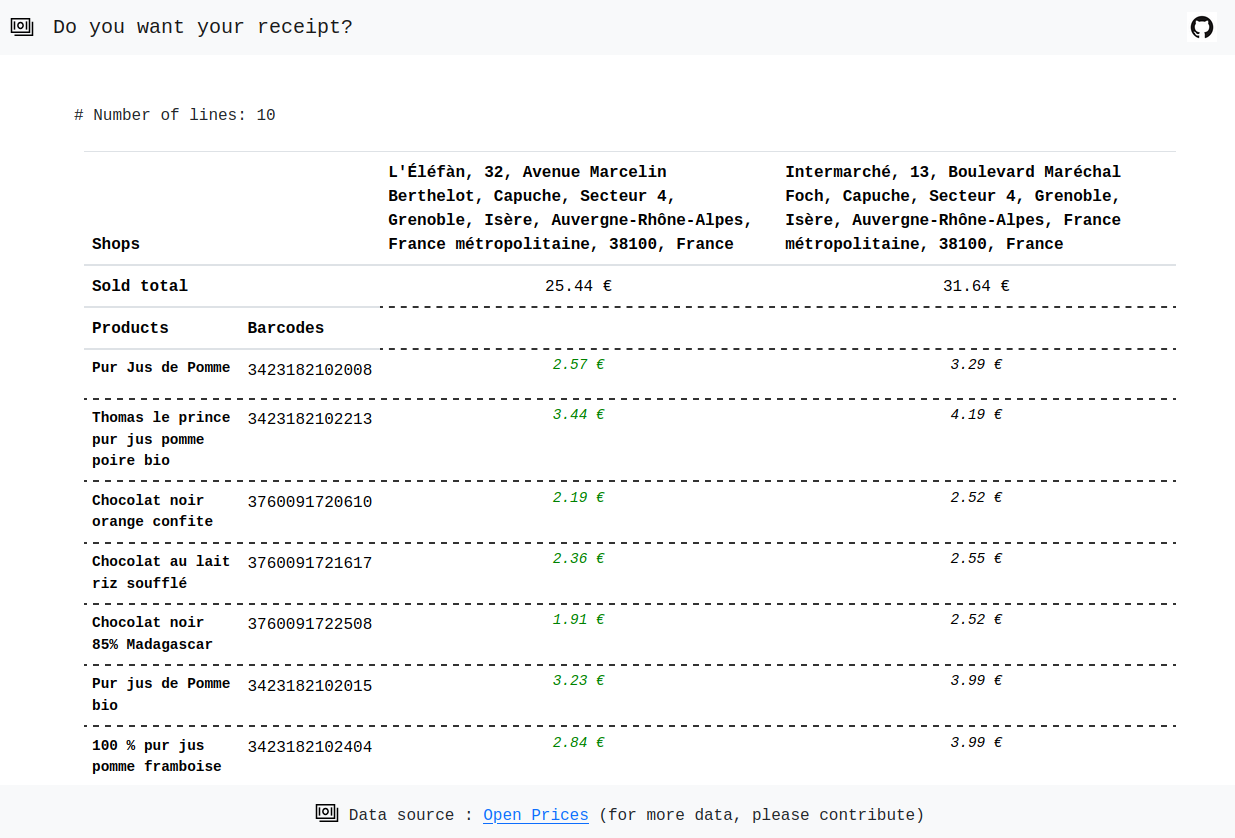 Do you want your receipt?
# Number of lines: 10
Shops
L'Éléfàn, 32, Avenue Marcelin
Berthelot, Capuche, Secteur 4,
Grenoble, Isère, Auvergne-Rhône-Alpes,
France métropolitaine, 38100, France
Intermarché, 13, Boulevard Maréchal
Foch, Capuche, Secteur 4, Grenoble,
Isère, Auvergne-Rhône-Alpes, France
métropolitaine, 38100, France
Sold total 25.44 € 31.64 €
Products Barcodes
Pur Jus de Pomme 3423182102008 2.57 € 3.29 €
Thomas le prince 3423182102213 3.44 € 4.19 €
pur jus pomme
poire bio
Chocolat noir 3760091720610 2.19 € 2.52 €
orange confite
Chocolat au lait 3760091721617 2.36 € 2.55 €
riz soufflé
Chocolat noir 3760091722508 1.91 € 2.52 €
85% Madagascar
Pur jus de Pomme 3423182102015 3.23 € 3.99 €
bio
100 % pur jus 3423182102404 2.84 € 3.99 €
pomme framboise
Data source : Open Prices (for more data, please contribute)